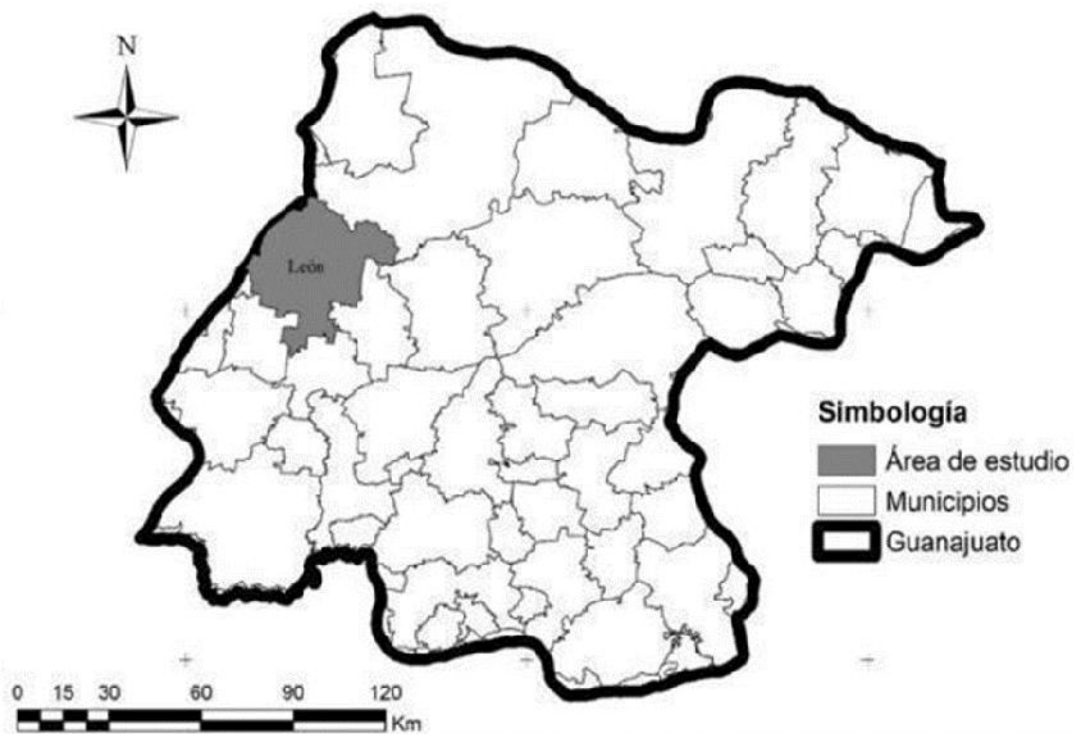 N
León
Simbología
Área de estudio
Municipios
Guanajuato
0 15 30 60 90 120
Km